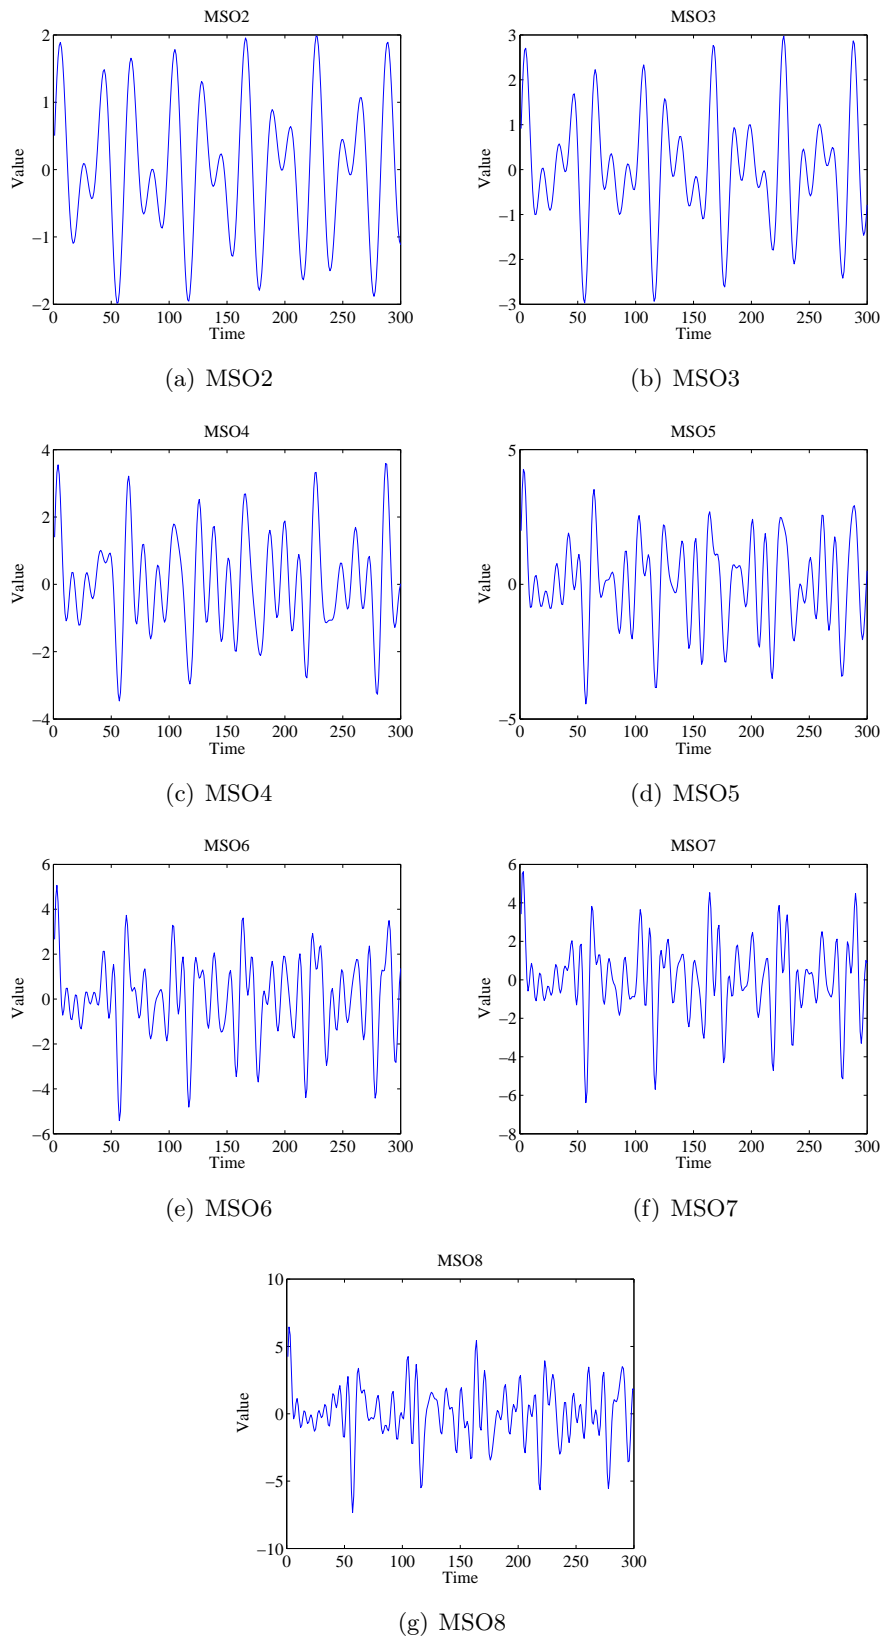 MSO2
MSO3
2
1
0
−1
−2
Value
0 50 100 150 200 250 300
Time
3
2
1
0
−1
−2
−3
Value
0 50 100 150 200 250 300
Time
(a) MSO2
(b) MSO3
MSO4
MSO5
4
2
0
−2
−4
Value
0 50 100 150 200 250 300
Time
5
0
−5
Value
0 50 100 150 200 250 300
Time
(c) MSO4
(d) MSO5
MSO6
MSO7
6
4
2
0
−2
−4
−6
Value
0 50 100 150 200 250 300
Time
6
4
2
0
−2
−4
−6
−8
Value
0 50 100 150 200 250 300
Time
(e) MSO6
(f) MSO7
MSO8
10
5
0
−5
−10
Value
0 50 100 150 200 250 300
Time
(g) MSO8